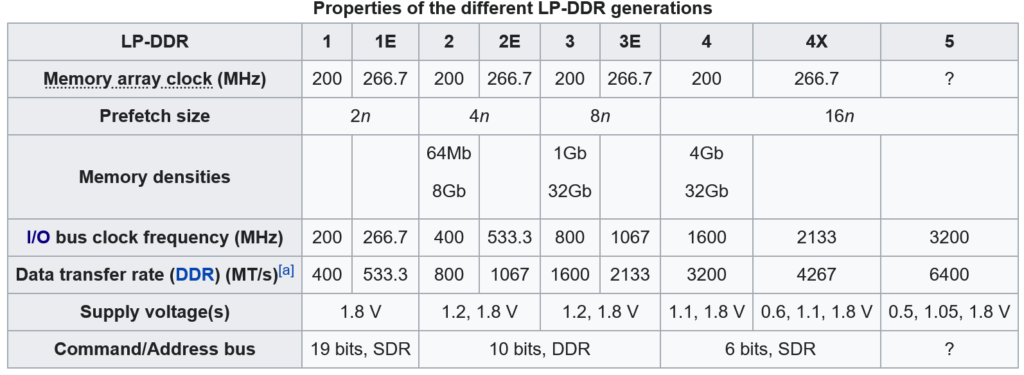 Properties of the different LP-DDR generations
LP-DDR 1 1E 2 2E 3 3E 4 4X 5
Memory array clock (MHz) 200 266.7 200 266.7 200 266.7 200 266.7 ?
Prefetch size 2n 4n 8n 16n
Memory densities 64Mb 8Gb 1Gb 32Gb 4Gb 32Gb
I/O bus clock frequency (MHz) 200 266.7 400 533.3 800 1067 1600 2133 3200
Data transfer rate (DDR) (MT/s)[a] 400 533.3 800 1067 1600 2133 3200 4267 6400
Supply voltage(s) 1.8 V 1.2, 1.8 V 1.2, 1.8 V 1.1, 1.8 V 0.6, 1.1, 1.8 V 0.5, 1.05, 1.8 V
Command/Address bus 19 bits, SDR 10 bits, DDR 6 bits, SDR ?